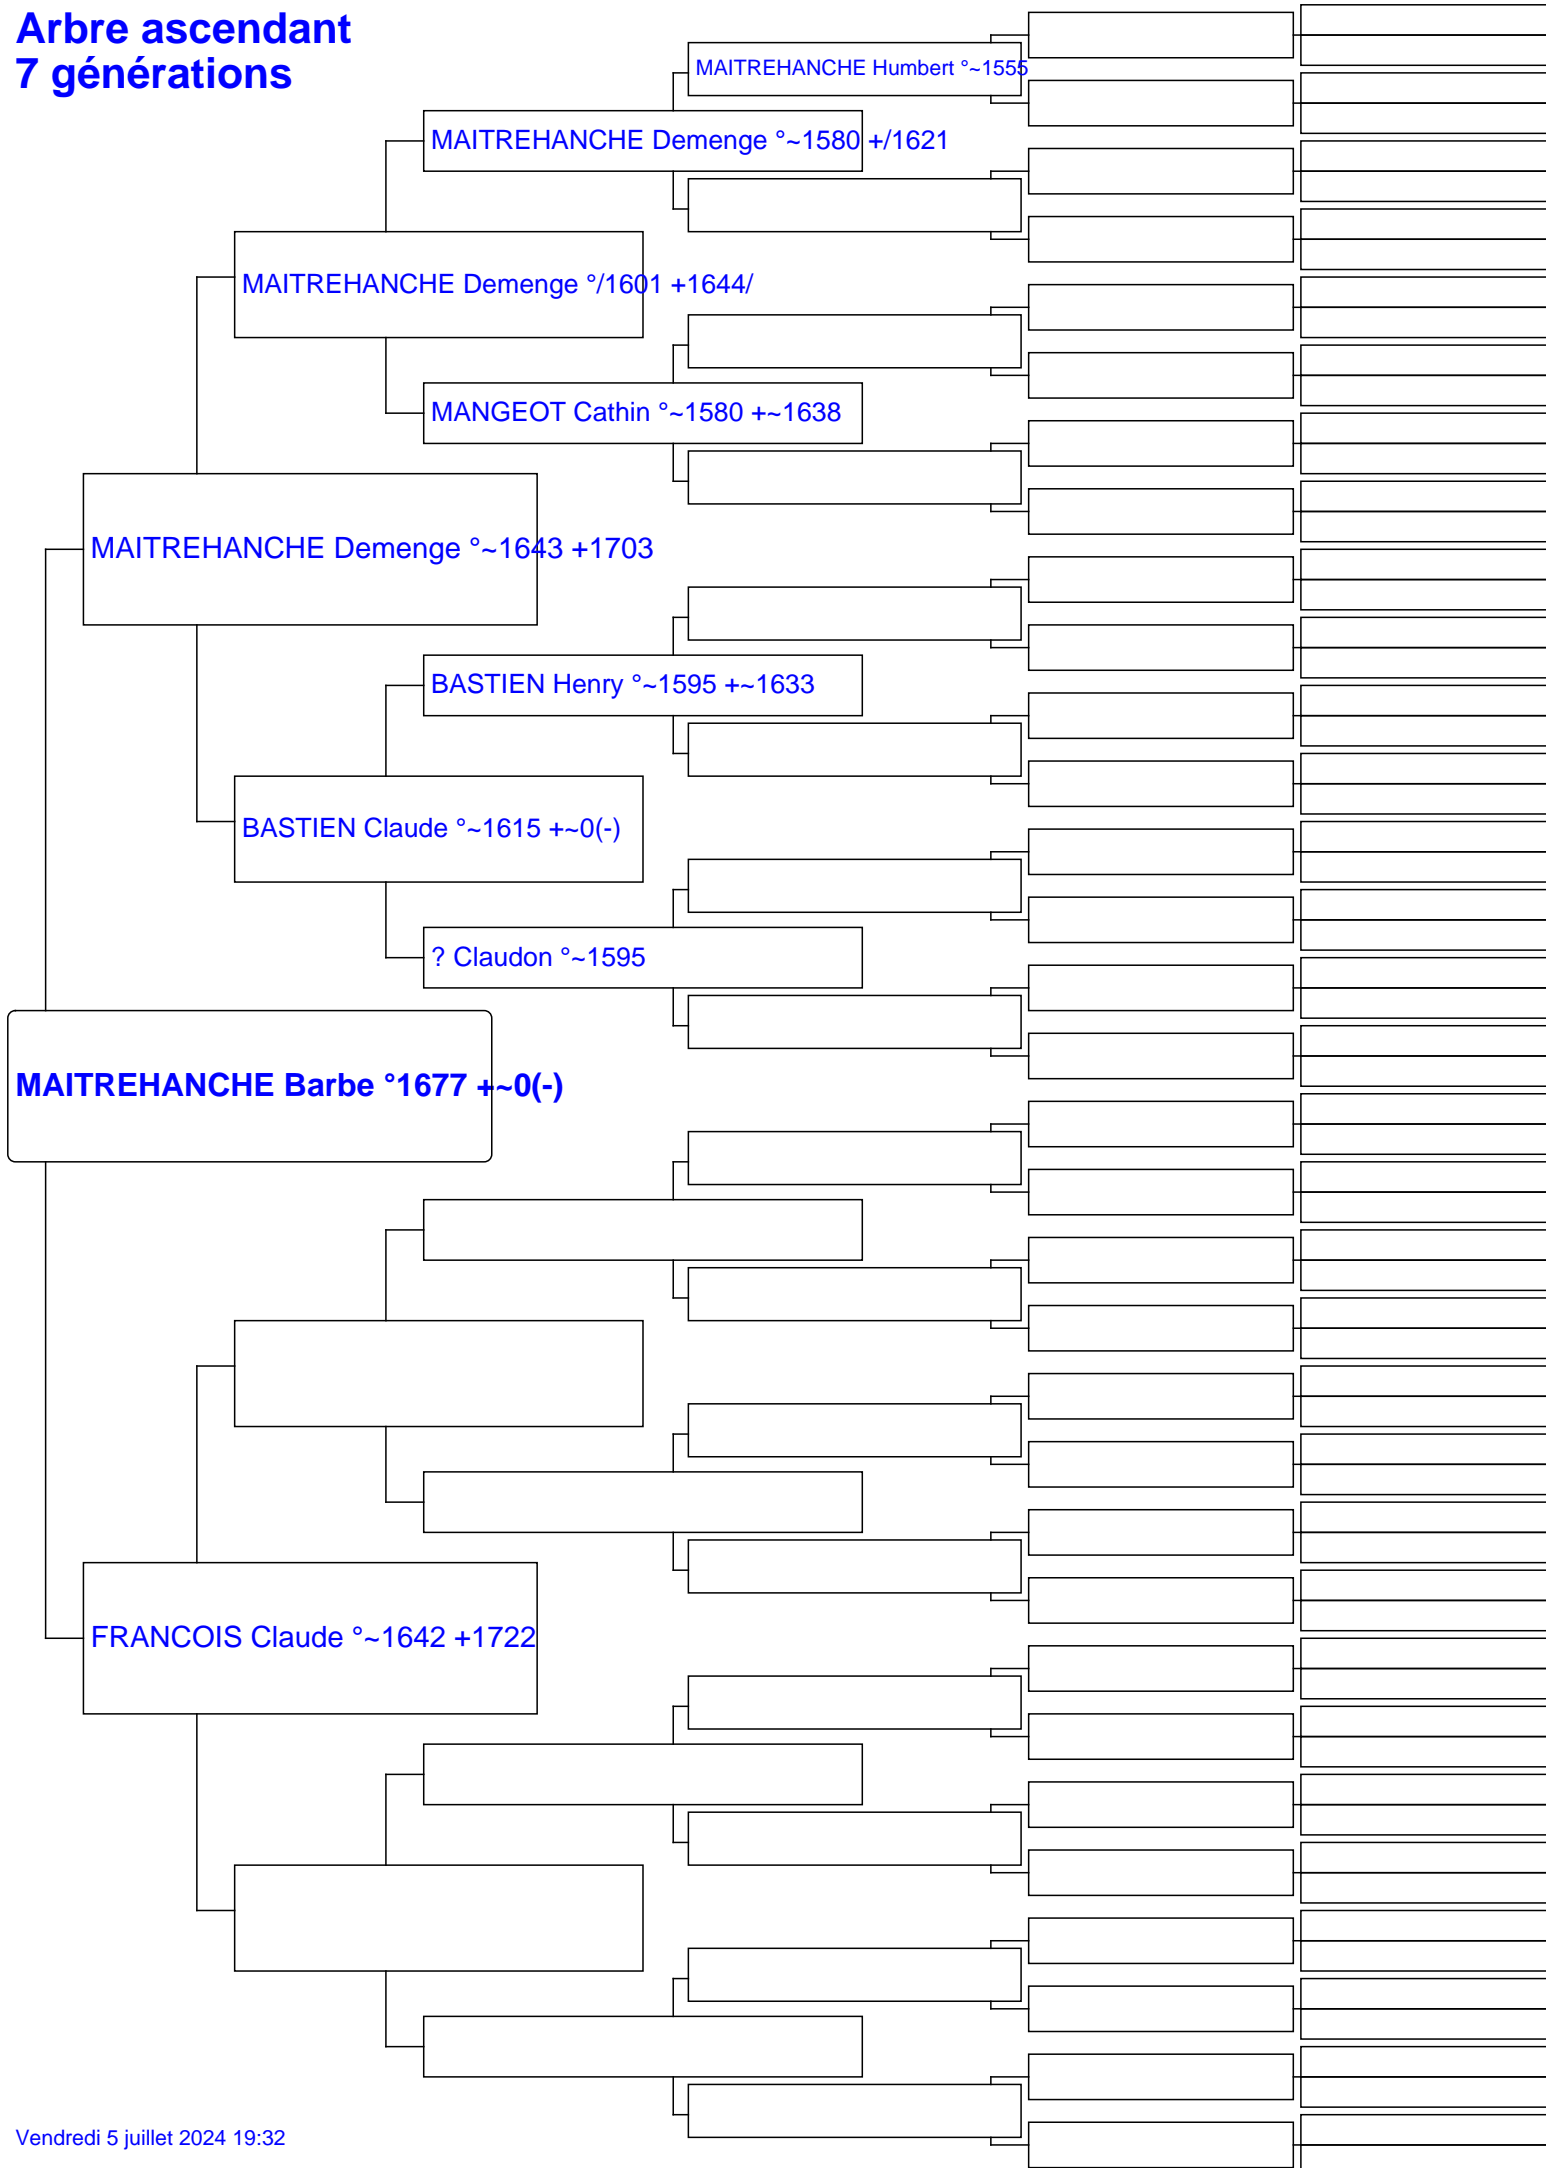 Arbre ascendant
7 générations
MAITREHANCHE Humbert °~1555
MAITREHANCHE Demenge °~1580 +/1621
MAITREHANCHE Demenge °/1601 +1644/
MANGEOT Cathin °~1580 +~1638
MAITREHANCHE Demenge °~1643 +1703
BASTIEN Henry °~1595 +~1633
BASTIEN Claude °~1615 +~0(-)
? Claudon °~1595
MAITREHANCHE Barbe °1677 +~0(-)
FRANCOIS Claude °~1642 +1722
Vendredi 5 juillet 2024 19:32